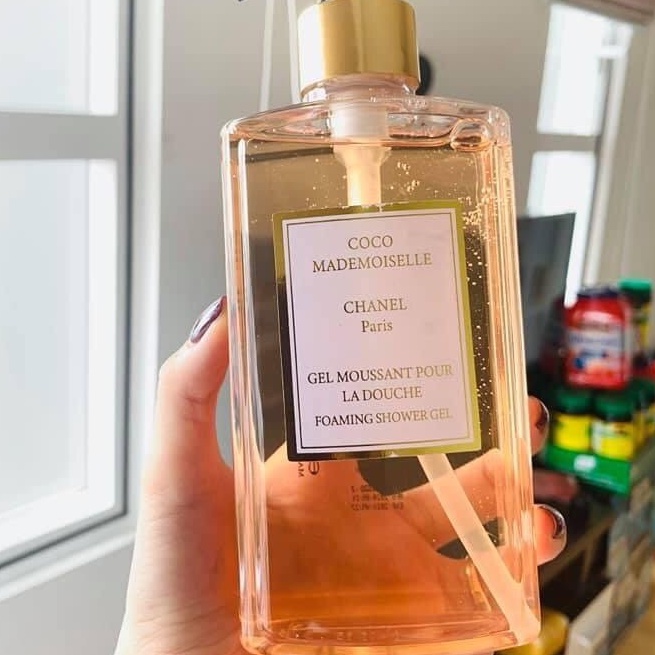 COCO
MADEMOISELLE
CHANEL
Paris
GEL MOUSSANT POUR
LA DOUCHE
FOAMING SHOWER GEL